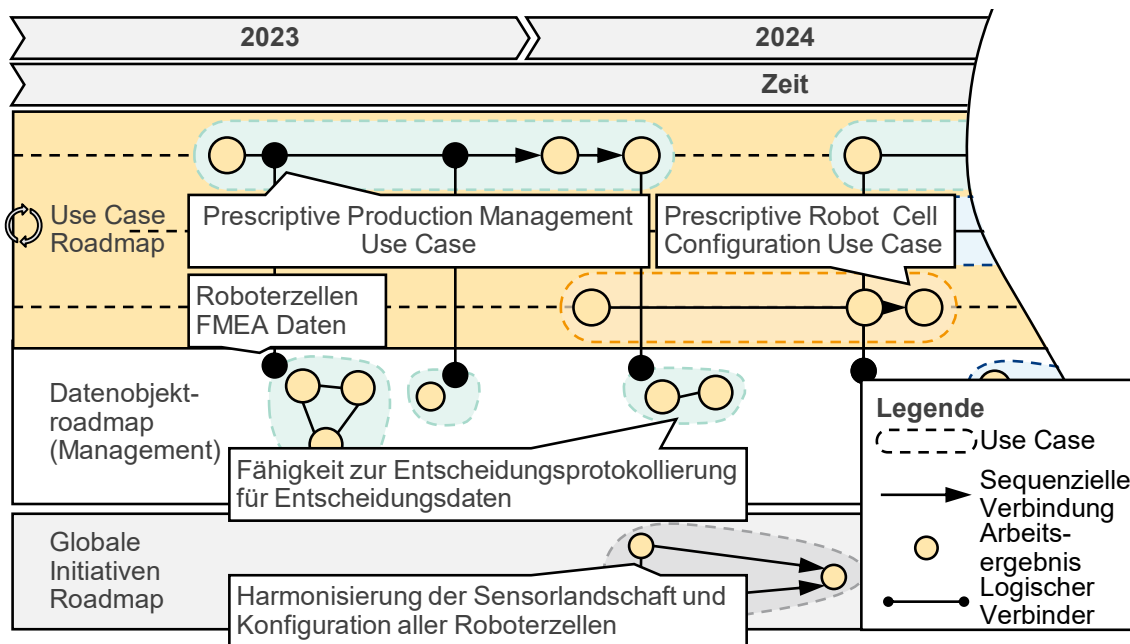 2023
2024
Zeit
Use Case
Roadmap
Prescriptive Production Management
Use Case
Prescriptive Robot Cell
Configuration Use Case
Roboterzellen
FMEA Daten
Datenobjekt-
roadmap
(Management)
Fähigkeit zur Entscheidungsprotokollierung
für Entscheidungsdaten
Globale
Initiativen
Roadmap
Harmonisierung der Sensorlandschaft und
Konfiguration aller Roboterzellen
Legende
Use Case
Sequenzielle
Verbindung
Arbeits-
ergebnis
Logischer
Verbinder